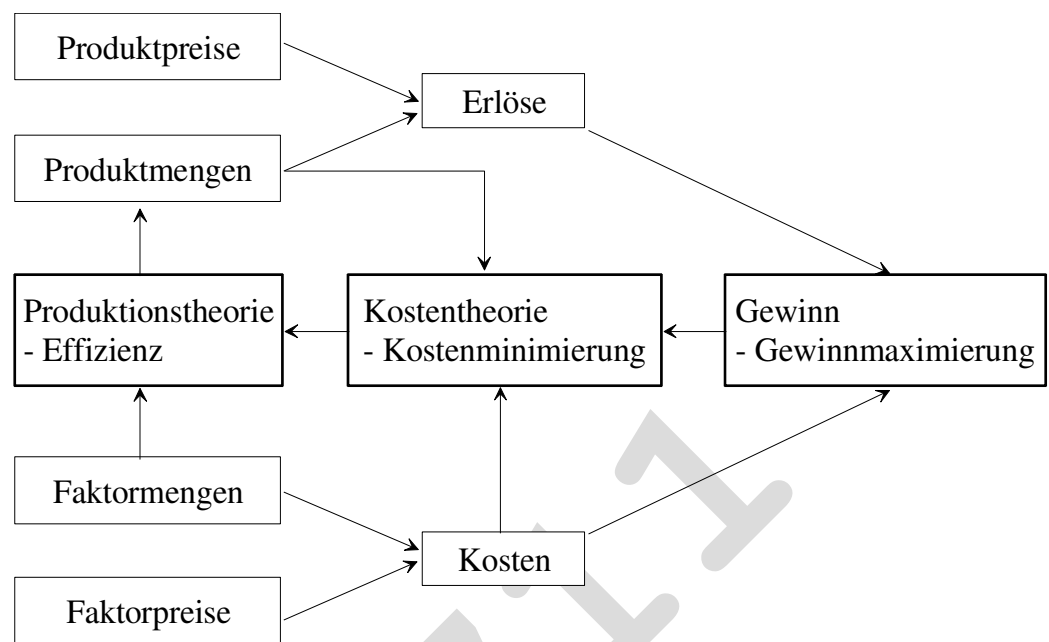 Produktpreise
Erlöse
Produktmengen
Produktionstheorie
- Effizienz
Kostentheorie
- Kostenminimierung
Gewinn
- Gewinnmaximierung
Faktormengen
Kosten
Faktorpreise